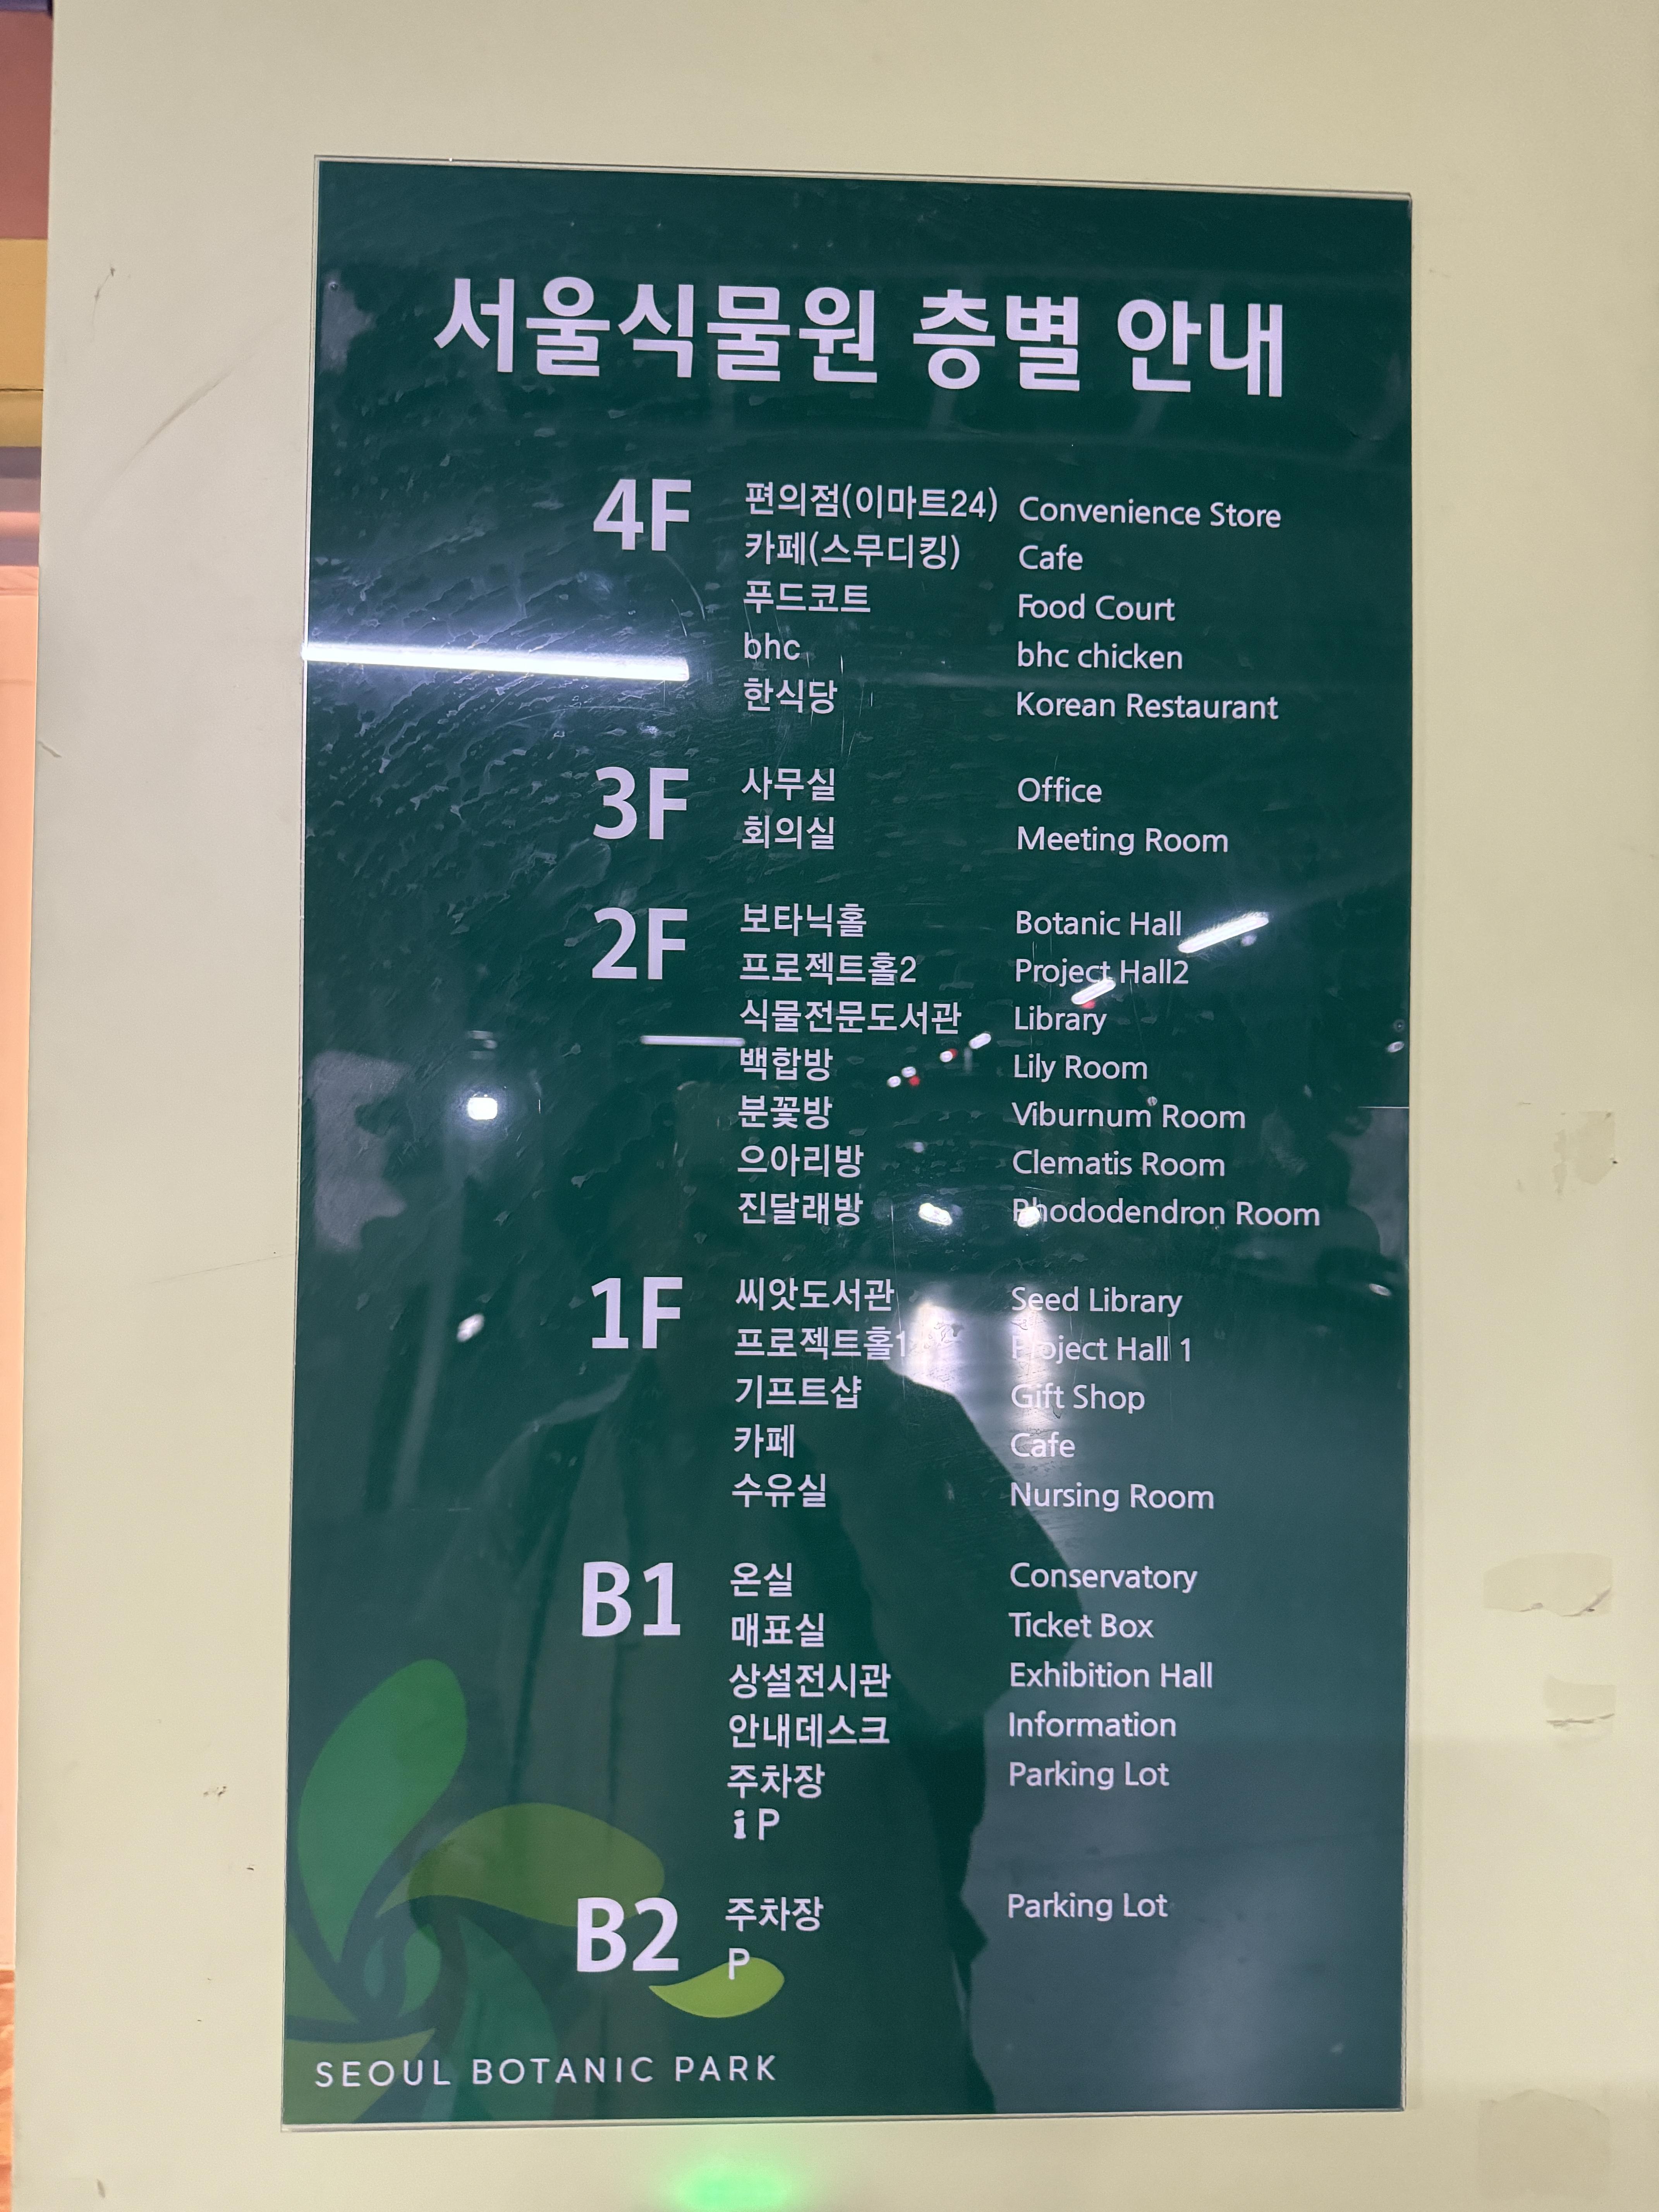 서울식물원 층별 안내
4F 편의점(이마트24) Convenience Store
카페(스무디킹) Cafe
푸드코트 Food Court
bhc bhc chicken
한식당 Korean Restaurant
3F 사무실 Office
회의실 Meeting Room
2F 보타닉홀 Botanic Hall
프로젝트홀2 Project Hall2
식물전문도서관 Library
백합방 Lily Room
분꽃방 Viburnum Room
으아리방 Clematis Room
진달래방 Rhododendron Room
1F 씨앗도서관 Seed Library
프로젝트홀1 Project Hall 1
기프트샵 Gift Shop
카페 Cafe
수유실 Nursing Room
B1 온실 Conservatory
매표실 Ticket Box
상설전시관 Exhibition Hall
안내데스크 Information
주차장 Parking Lot
i P
B2 주차장 Parking Lot
P
SEOUL BOTANIC PARK